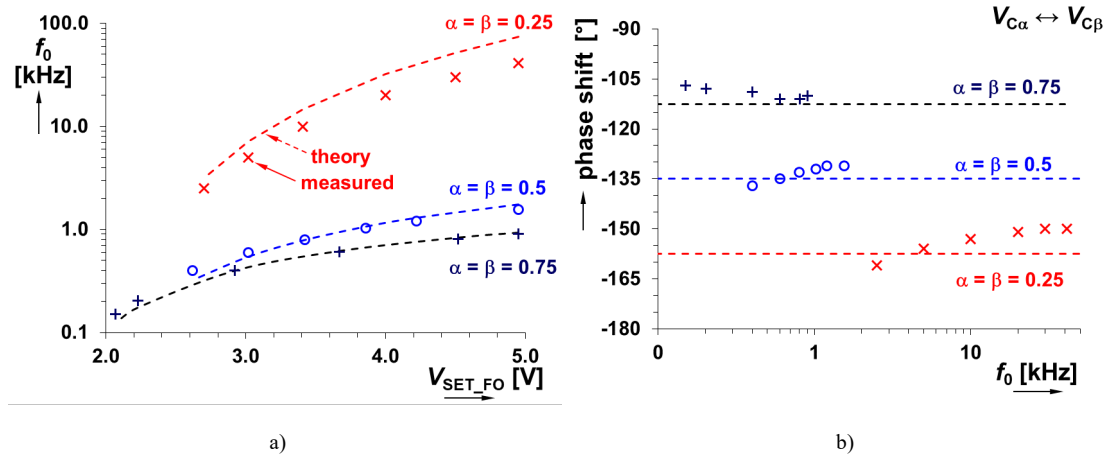 100.0
f0
[kHz]
10.0
1.0
0.1
2.0 3.0 4.0 5.0
VSET_FO [V]
α = β = 0.25
theory
measured
α = β = 0.5
α = β = 0.75
a)
VCα ↔ VCβ
phase shift [°]
-90
-105
-120
-135
-150
-165
-180
α = β = 0.75
α = β = 0.5
α = β = 0.25
0 1 10
f0 [kHz]
b)